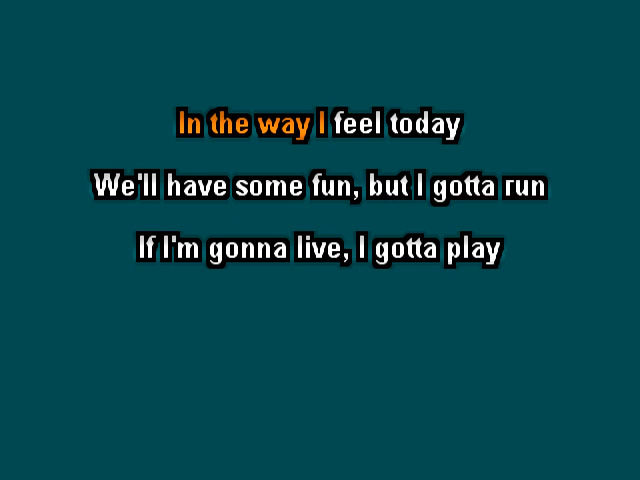 In the way I feel today
We'll have some fun, but I gotta run
If I'm gonna live, I gotta play